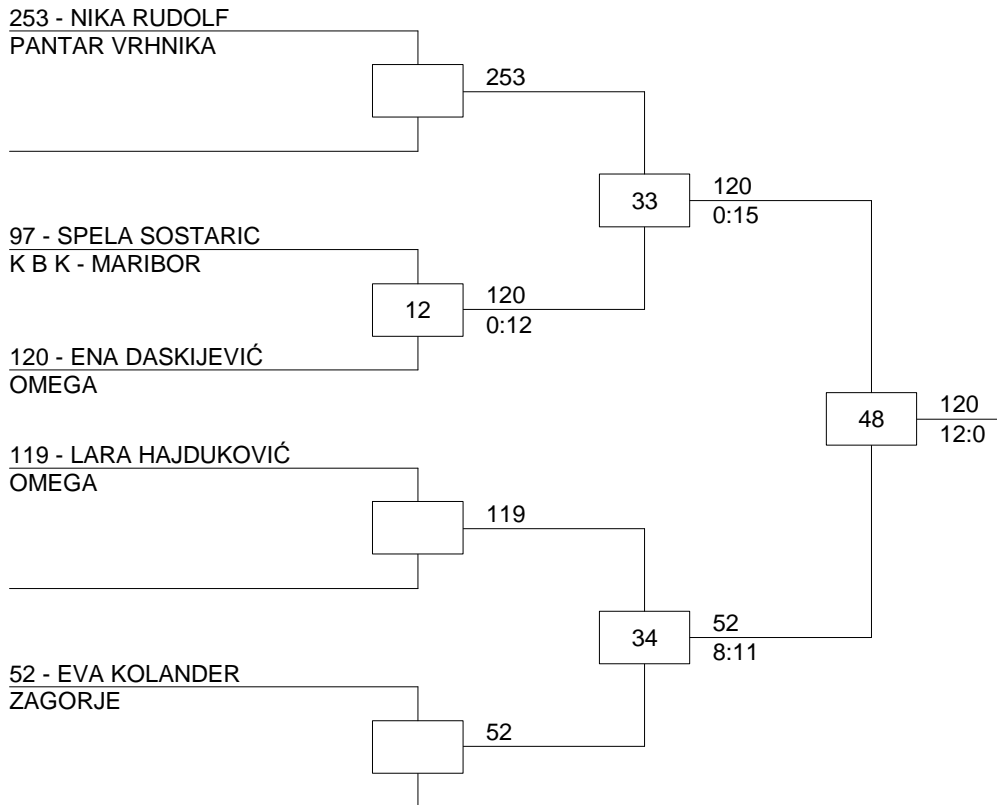 253 - NIKA RUDOLF
PANTAR VRHNIKA
253
33
120
0:15
97 - SPELA SOSTARIC
K B K - MARIBOR
12
120
0:12
120 - ENA DASKIJEVIĆ
OMEGA
48
120
12:0
119 - LARA HAJDUKOVIĆ
OMEGA
119
34
52
8:11
52 - EVA KOLANDER
ZAGORJE
52